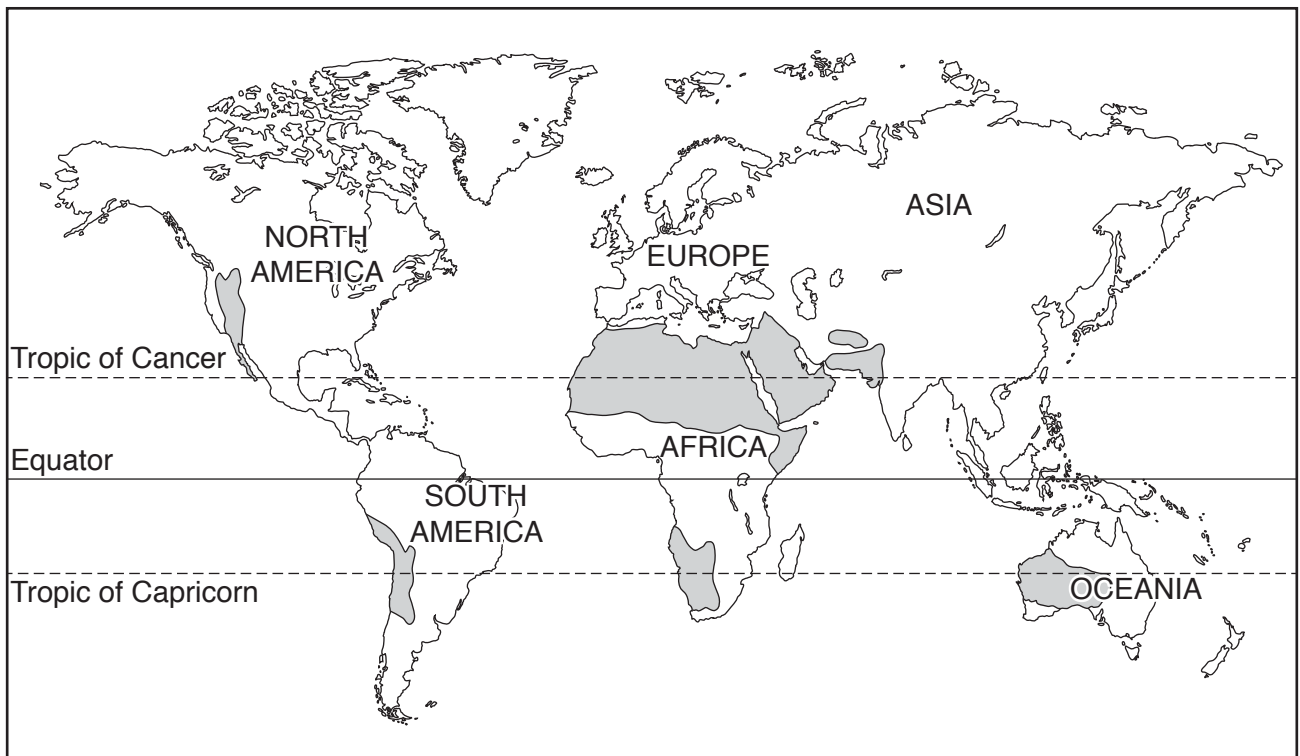 ASIA
NORTH
AMERICA
EUROPE
Tropic of Cancer
AFRICA
Equator
SOUTH
AMERICA
Tropic of Capricorn
OCEANIA